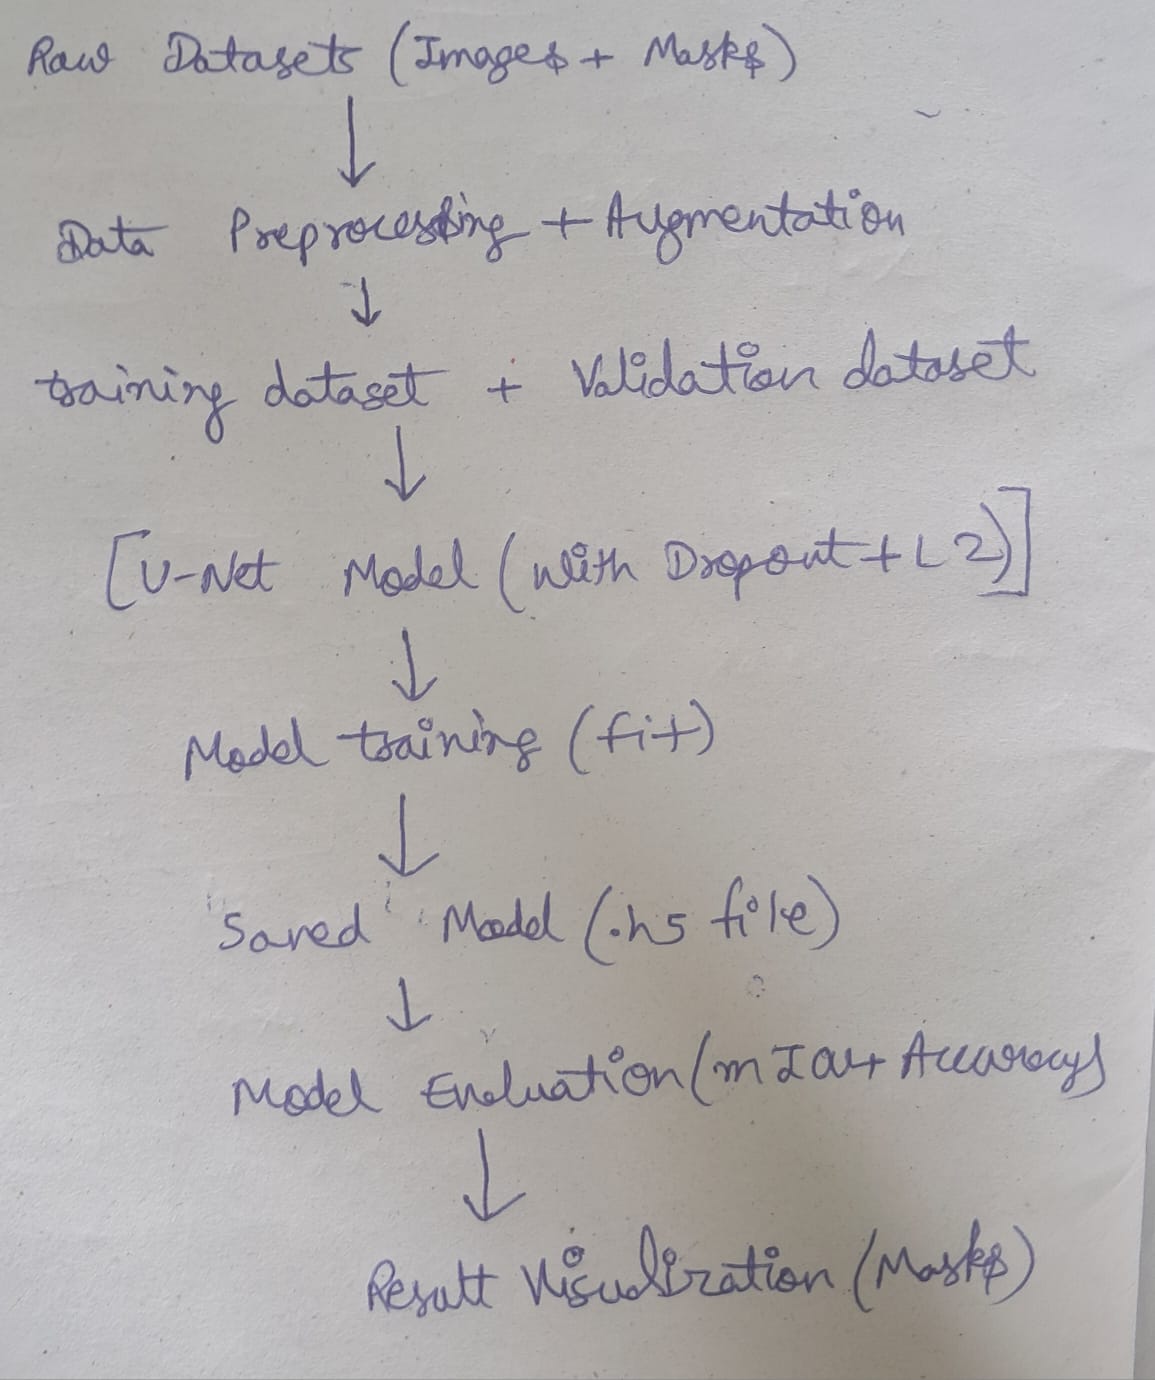 Raw Datasets (Images + Masks)
↓
Data Preprocessing + Augmentation
↓
training dataset + Validation dataset
↓
[U-Net Model (with Dropout + L2)]
↓
Model training (fit)
↓
Saved Model (.h5 file)
↓
Model Evaluation (mIOU + Accuracy)
↓
Result Visualization (Masks)